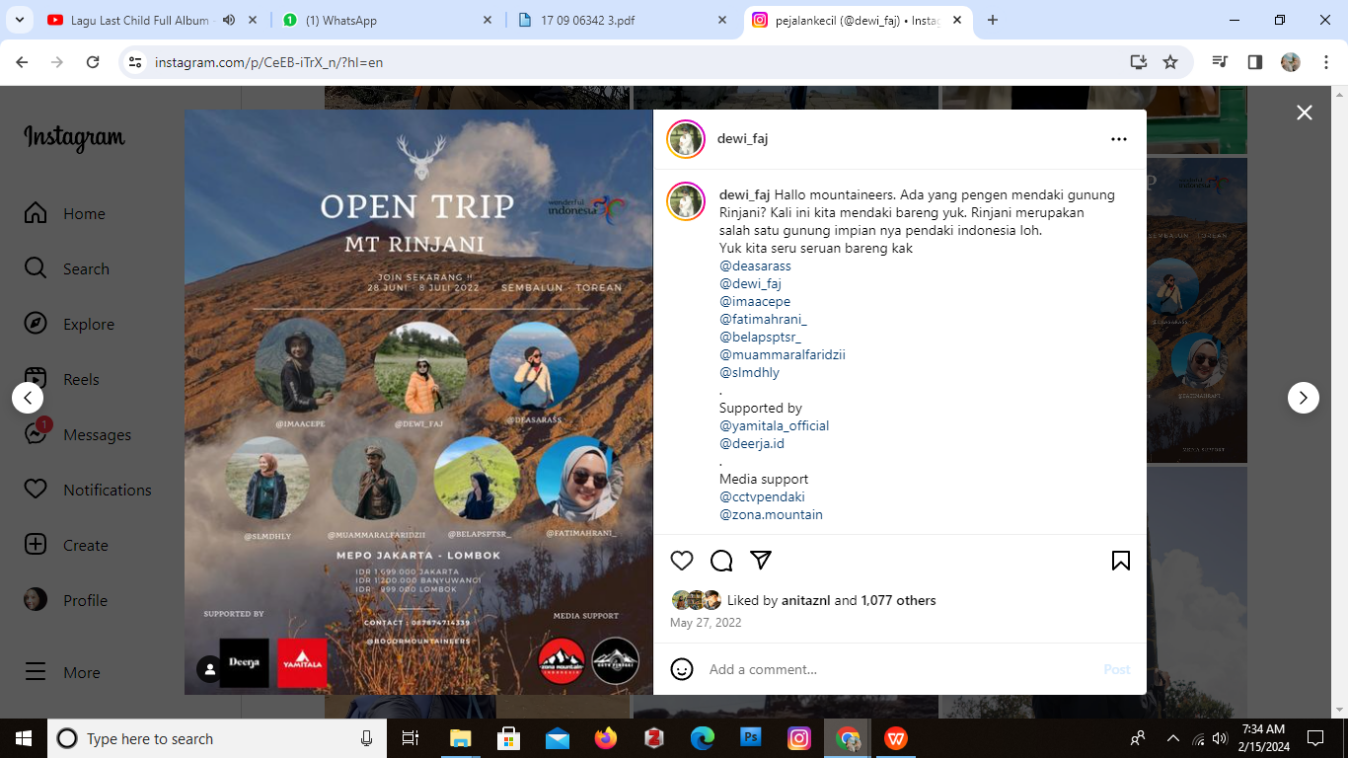 Lagu Last Child Full Album
(1) WhatsApp
17 09 06342 3.pdf
pejalankecil (@dewi_faj) • Insta
instagram.com/p/CeEB-iTrX_n/?hl=en
Instagram
Home
Search
Explore
Reels
1
Messages
Notifications
Create
Profile
More
OPEN TRIP
wonderful
indonesia
MT RINJANI
JOIN SEKARANG !!
28 JUNI - 8 JULI 2022
SEMBALUN - TOREAN
@IMAACEPE
@DEWI_FAJ
@DEASARASS
@SLMDHLY
@MUAMMARALFARIDZII
@BELAPSPTSR_
@FATIMAHRANI_
MEPO JAKARTA - LOMBOK
IDR 1.699.000 JAKARTA
IDR 1.200.000 BANYUWANGI
IDR 999.000 LOMBOK
SUPPORTED BY
MEDIA SUPPORT
CONTACT : 087874714339
@BOGORMOUNTAINEERS
Deerja
YAMITALA
zona mountain
dewi_faj
dewi_faj Hallo mountaineers. Ada yang pengen mendaki gunung
Rinjani? Kali ini kita mendaki bareng yuk. Rinjani merupakan
salah satu gunung impian nya pendaki indonesia loh.
Yuk kita seru seruan bareng kak
@deasarass
@dewi_faj
@imaacepe
@fatimahrani_
@belapsptsr_
@muammaralfaridzii
@slmdhly
.
Supported by
@yamitala_official
@deerja.id
.
Media support
@cctvpendaki
@zona.mountain
Liked by anitaznl and 1,077 others
May 27, 2022
Add a comment...
Post
Type here to search
Ps
7:34 AM
2/15/2024